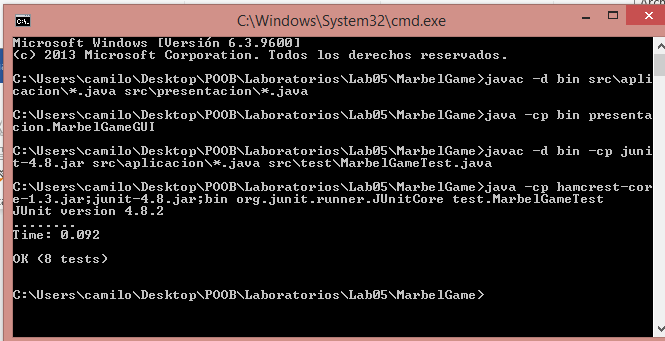 C:\Windows\System32\cmd.exe
Microsoft Windows [Versión 6.3.9600]
(c) 2013 Microsoft Corporation. Todos los derechos reservados.
C:\Users\camilo\Desktop\POOB\Laboratorios\Lab05\MarbelGame>javac -d bin src\apli
cacion\*.java src\presentacion\*.java
C:\Users\camilo\Desktop\POOB\Laboratorios\Lab05\MarbelGame>java -cp bin presenta
cion.MarbelGameGUI
C:\Users\camilo\Desktop\POOB\Laboratorios\Lab05\MarbelGame>javac -d bin -cp juni
t-4.8.jar src\aplicacion\*.java src\test\MarbelGameTest.java
C:\Users\camilo\Desktop\POOB\Laboratorios\Lab05\MarbelGame>java -cp hamcrest-cor
e-1.3.jar;junit-4.8.jar;bin org.junit.runner.JUnitCore test.MarbelGameTest
JUnit version 4.8.2
........
Time: 0.092
OK (8 tests)
C:\Users\camilo\Desktop\POOB\Laboratorios\Lab05\MarbelGame>